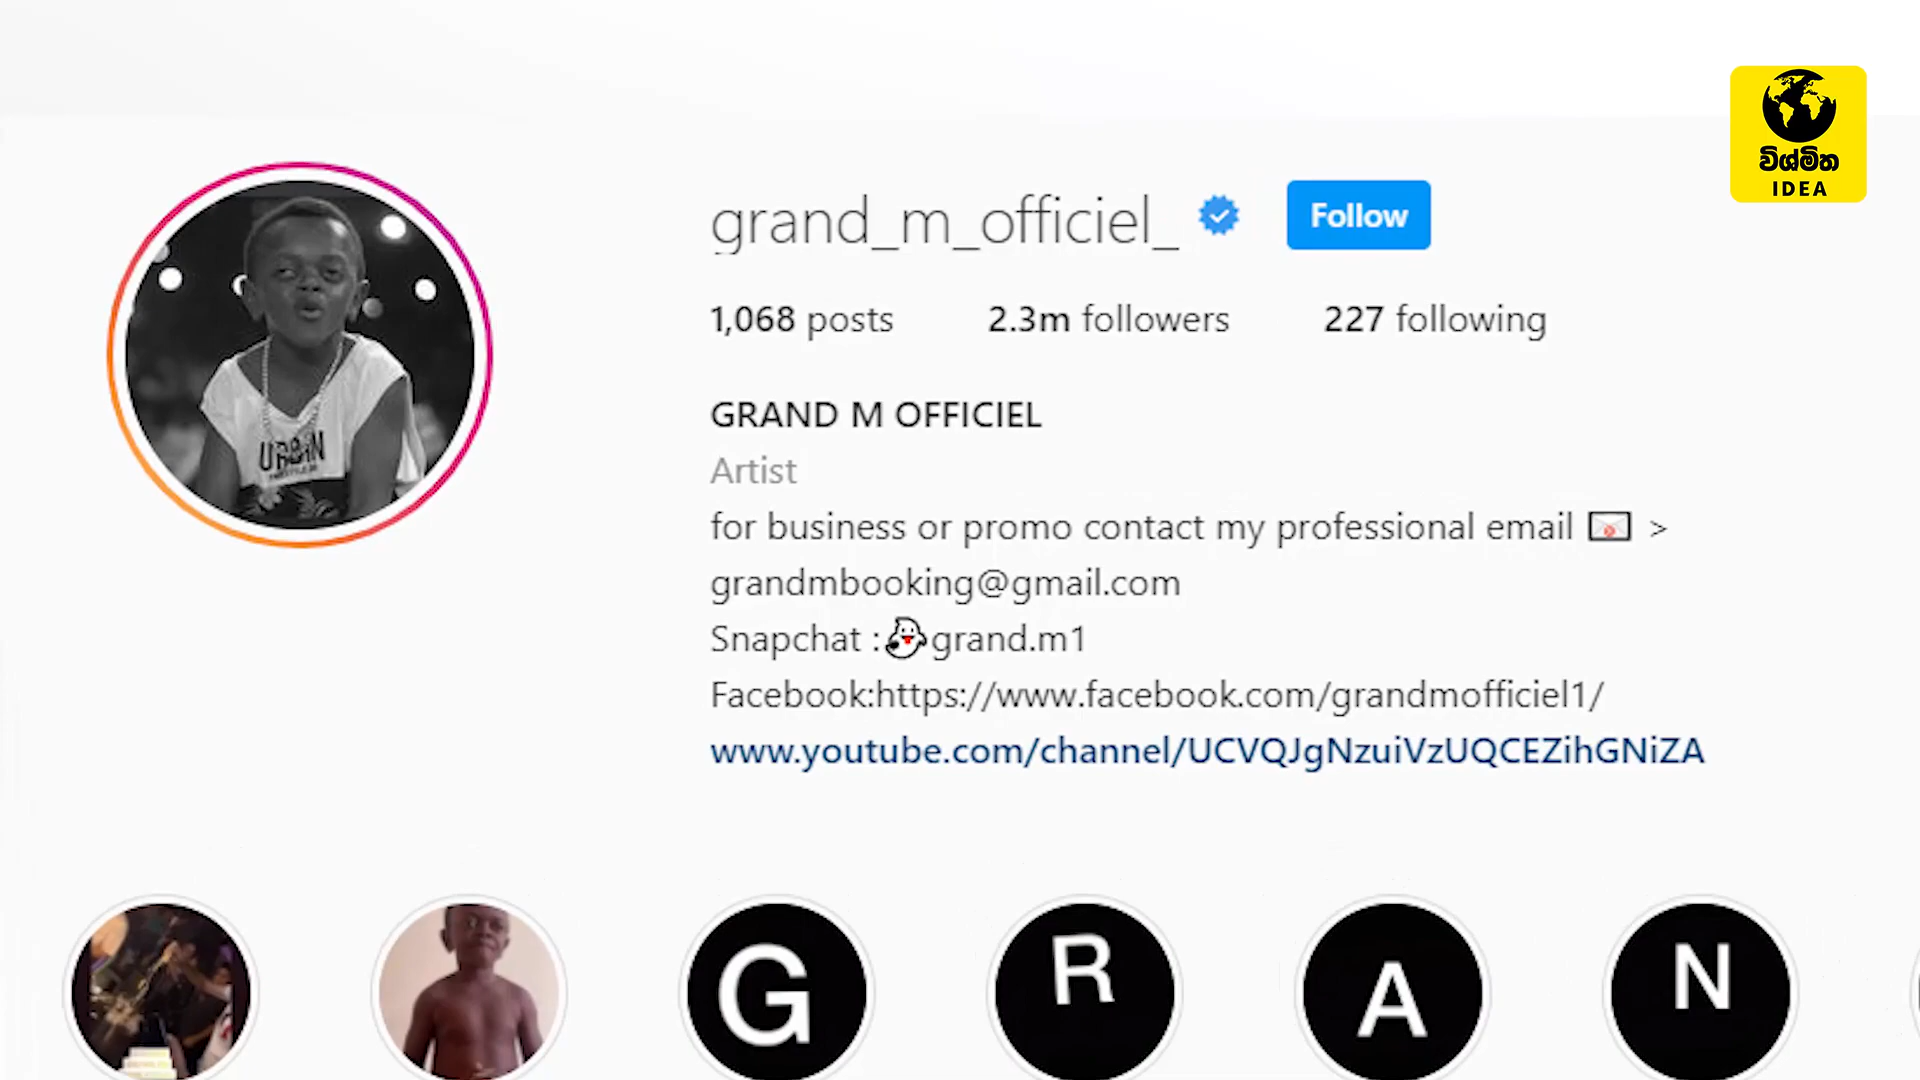 විශ්මිත
IDEA
grand_m_officiel_
Follow
1,068 posts 2.3m followers 227 following
GRAND M OFFICIEL
Artist
for business or promo contact my professional email 💌 >
grandmbooking@gmail.com
Snapchat :👻grand.m1
Facebook:https://www.facebook.com/grandmofficiel1/
www.youtube.com/channel/UCVQJgNzuiVzUQCEZihGNiZA
URBAN
G R A N